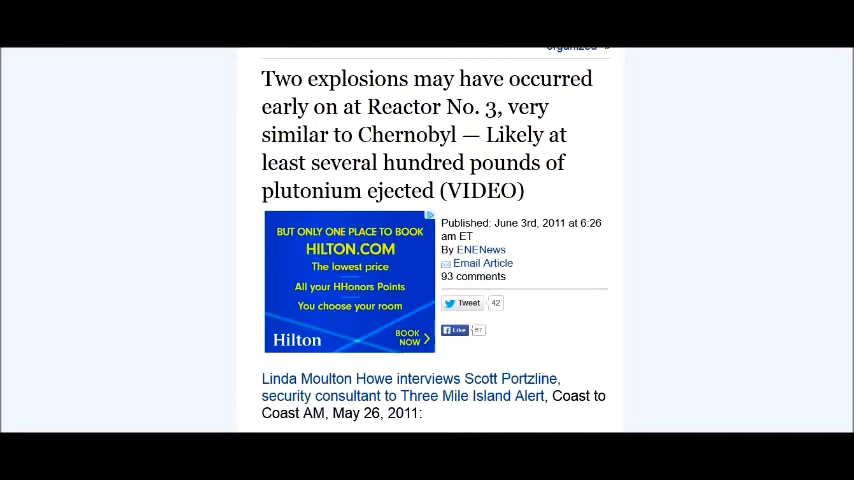 organized »
Two explosions may have occurred
early on at Reactor No. 3, very
similar to Chernobyl — Likely at
least several hundred pounds of
plutonium ejected (VIDEO)
BUT ONLY ONE PLACE TO BOOK
HILTON.COM
The lowest price
All your HHonors Points
You choose your room
Hilton
BOOK
NOW
Published: June 3rd, 2011 at 6:26
am ET
By ENENews
Email Article
93 comments
Tweet 42
Like 67
Linda Moulton Howe interviews Scott Portzline,
security consultant to Three Mile Island Alert, Coast to
Coast AM, May 26, 2011: